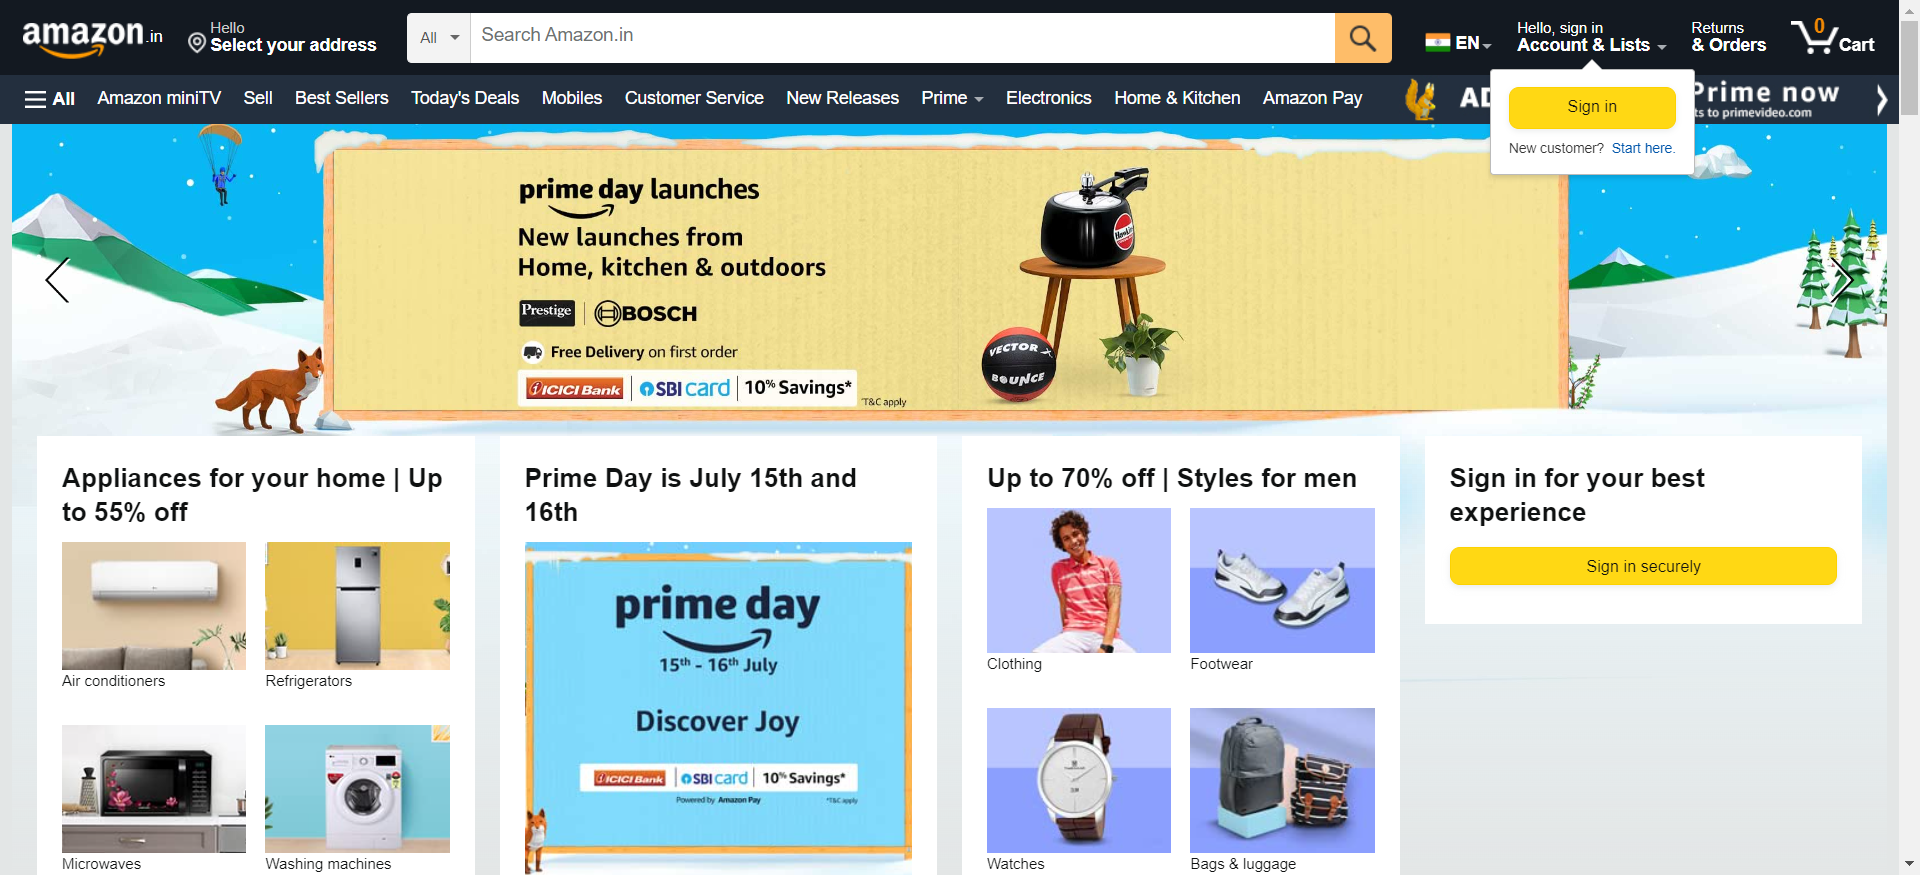 amazon.in
Hello
Select your address
All
Search Amazon.in
EN
Hello, sign in
Account & Lists
Returns
& Orders
0
Cart
All
Amazon miniTV
Sell
Best Sellers
Today's Deals
Mobiles
Customer Service
New Releases
Prime
Electronics
Home & Kitchen
Amazon Pay
Prime now
to primevideo.com
Sign in
New customer? Start here.
prime day launches
New launches from
Home, kitchen & outdoors
Prestige
BOSCH
Free Delivery on first order
ICICI Bank
SBI card
10% Savings*
*T&C apply
Hawkins
VECTOR X
BOUNCE
Appliances for your home | Up
to 55% off
Air conditioners
Refrigerators
Microwaves
Washing machines
Prime Day is July 15th and
16th
prime day
15th - 16th July
Discover Joy
ICICI Bank
SBI card
10% Savings*
Powered by Amazon Pay
*T&C apply
Up to 70% off | Styles for men
Clothing
Footwear
Watches
Bags & luggage
Sign in for your best
experience
Sign in securely